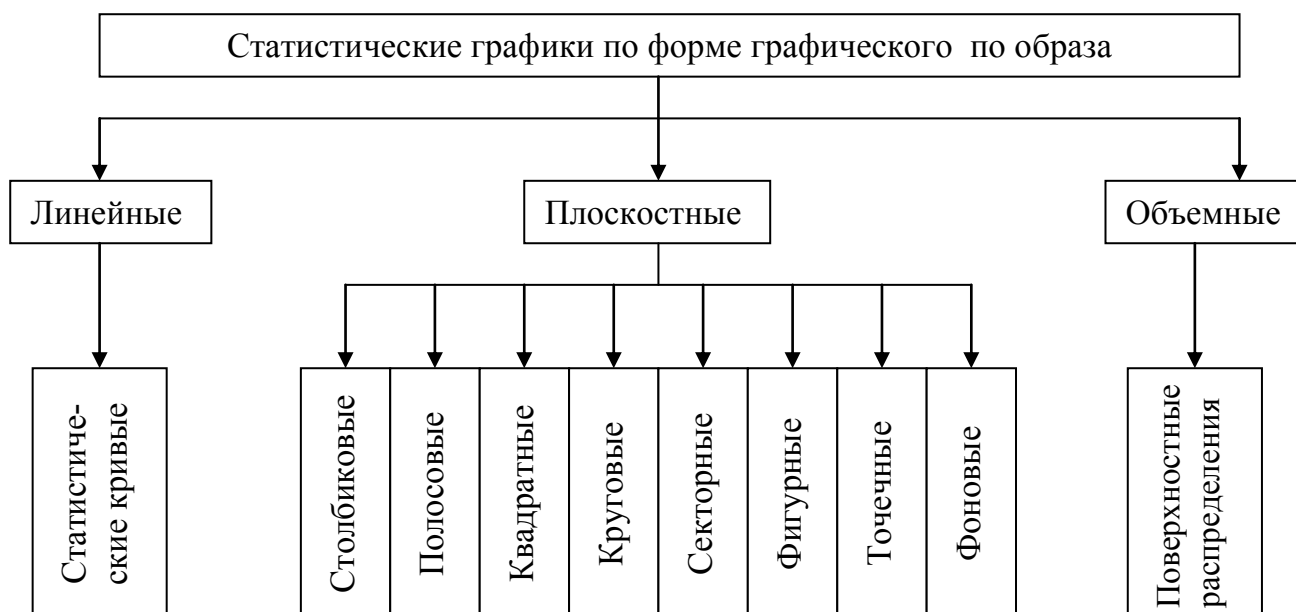 Статистические графики по форме графического по образа
Линейные
Плоскостные
Объемные
Статистиче-
ские кривые
Столбиковые
Полосовые
Квадратные
Круговые
Секторные
Фигурные
Точечные
Фоновые
Поверхностные
распределения